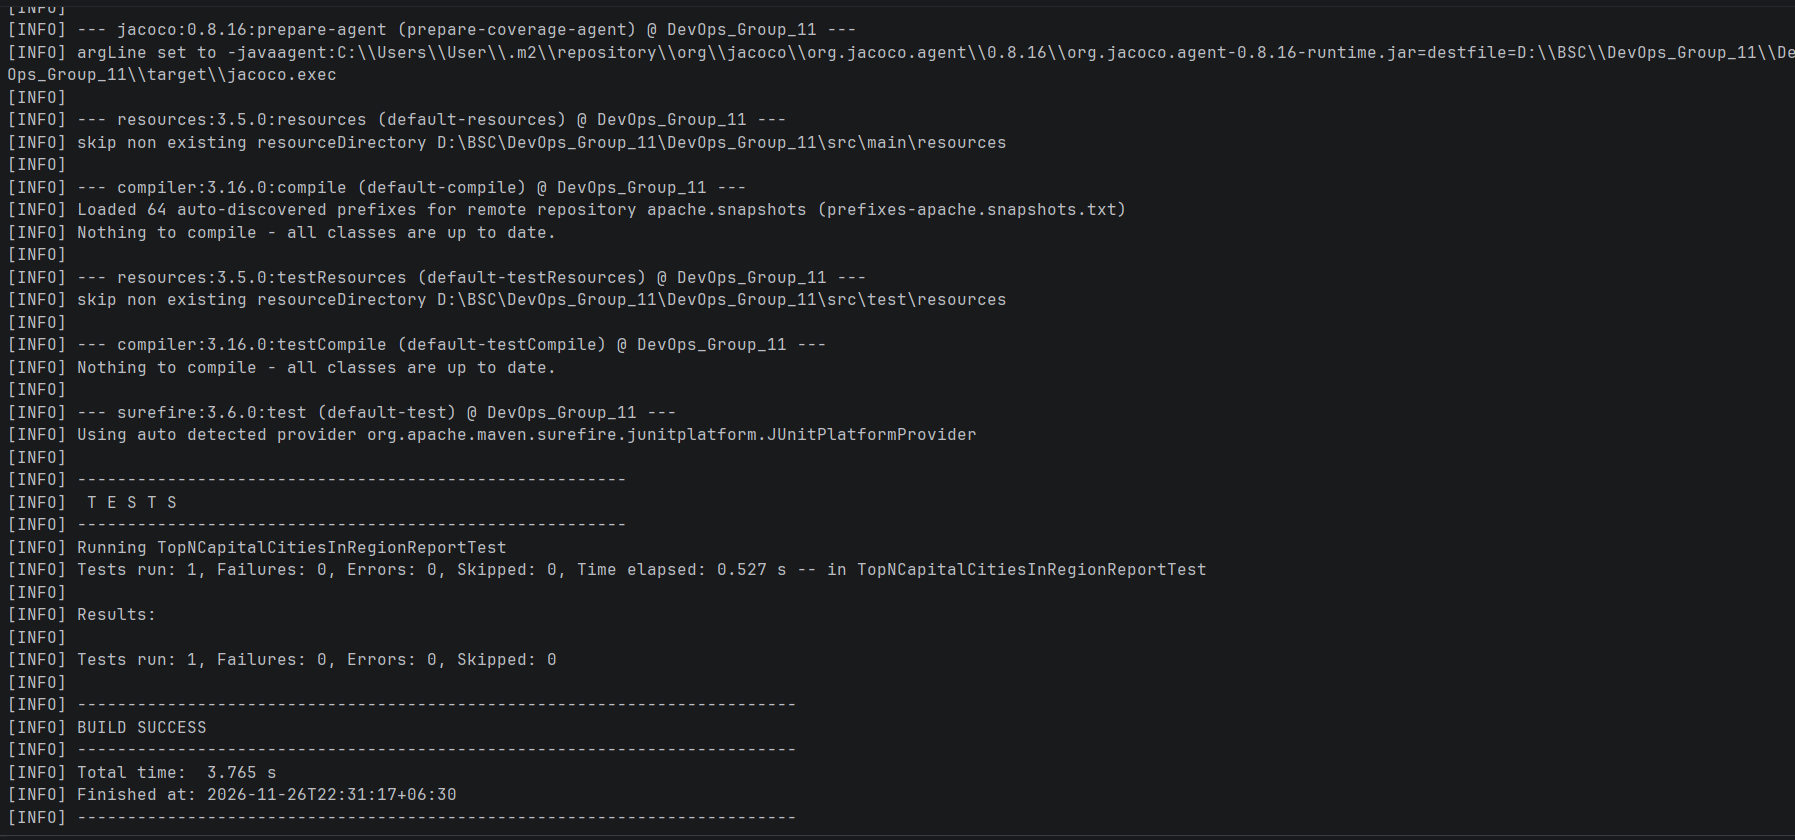 [INFO]
[INFO] --- jacoco:0.8.16:prepare-agent (prepare-coverage-agent) @ DevOps_Group_11 ---
[INFO] argLine set to -javaagent:C:\\Users\\User\\.m2\\repository\\org\\jacoco\\org.jacoco.agent\\0.8.16\\org.jacoco.agent-0.8.16-runtime.jar=destfile=D:\\BSC\\DevOps_Group_11\\De
Ops_Group_11\\target\\jacoco.exec
[INFO]
[INFO] --- resources:3.5.0:resources (default-resources) @ DevOps_Group_11 ---
[INFO] skip non existing resourceDirectory D:\BSC\DevOps_Group_11\DevOps_Group_11\src\main\resources
[INFO]
[INFO] --- compiler:3.16.0:compile (default-compile) @ DevOps_Group_11 ---
[INFO] Loaded 64 auto-discovered prefixes for remote repository apache.snapshots (prefixes-apache.snapshots.txt)
[INFO] Nothing to compile - all classes are up to date.
[INFO]
[INFO] --- resources:3.5.0:testResources (default-testResources) @ DevOps_Group_11 ---
[INFO] skip non existing resourceDirectory D:\BSC\DevOps_Group_11\DevOps_Group_11\src\test\resources
[INFO]
[INFO] --- compiler:3.16.0:testCompile (default-testCompile) @ DevOps_Group_11 ---
[INFO] Nothing to compile - all classes are up to date.
[INFO]
[INFO] --- surefire:3.6.0:test (default-test) @ DevOps_Group_11 ---
[INFO] Using auto detected provider org.apache.maven.surefire.junitplatform.JUnitPlatformProvider
[INFO]
[INFO] -------------------------------------------------------
[INFO]  T E S T S
[INFO] -------------------------------------------------------
[INFO] Running TopNCapitalCitiesInRegionReportTest
[INFO] Tests run: 1, Failures: 0, Errors: 0, Skipped: 0, Time elapsed: 0.527 s -- in TopNCapitalCitiesInRegionReportTest
[INFO]
[INFO] Results:
[INFO]
[INFO] Tests run: 1, Failures: 0, Errors: 0, Skipped: 0
[INFO]
[INFO] ------------------------------------------------------------------------
[INFO] BUILD SUCCESS
[INFO] ------------------------------------------------------------------------
[INFO] Total time:  3.765 s
[INFO] Finished at: 2026-11-26T22:31:17+06:30
[INFO] ------------------------------------------------------------------------